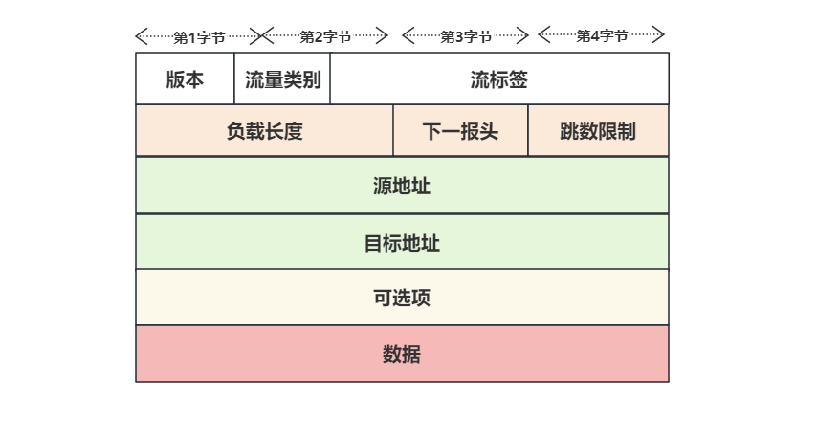 第1字节 第2字节 第3字节 第4字节
版本 流量类别 流标签
负载长度 下一报头 跳数限制
源地址
目标地址
可选项
数据